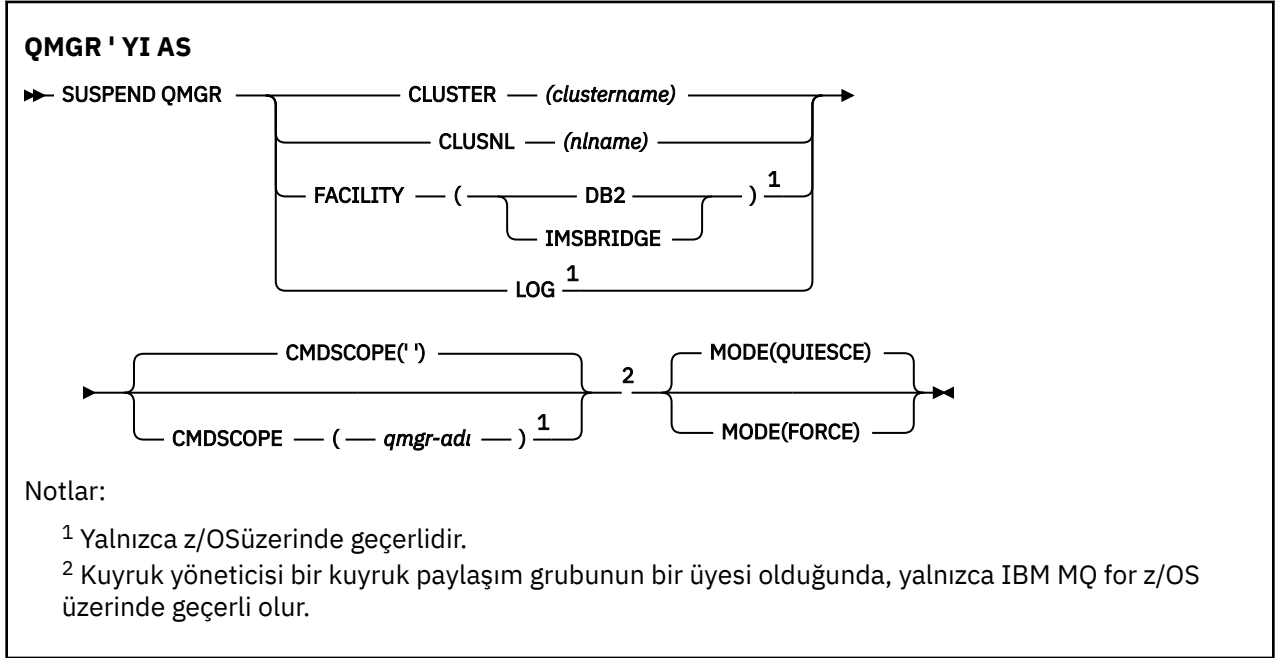 QMGR ' YI AS
SUSPEND QMGR CLUSTER (clustername)
CLUSNL (nlname)
FACILITY ( DB2 ) 1
IMSBRIDGE
LOG 1
CMDSCOPE(' ') MODE(QUIESCE)
2
CMDSCOPE ( qmgr-adı ) 1 MODE(FORCE)
Notlar:
1 Yalnızca z/OSüzerinde geçerlidir.
2 Kuyruk yöneticisi bir kuyruk paylaşım grubunun bir üyesi olduğunda, yalnızca IBM MQ for z/OS
üzerinde geçerli olur.